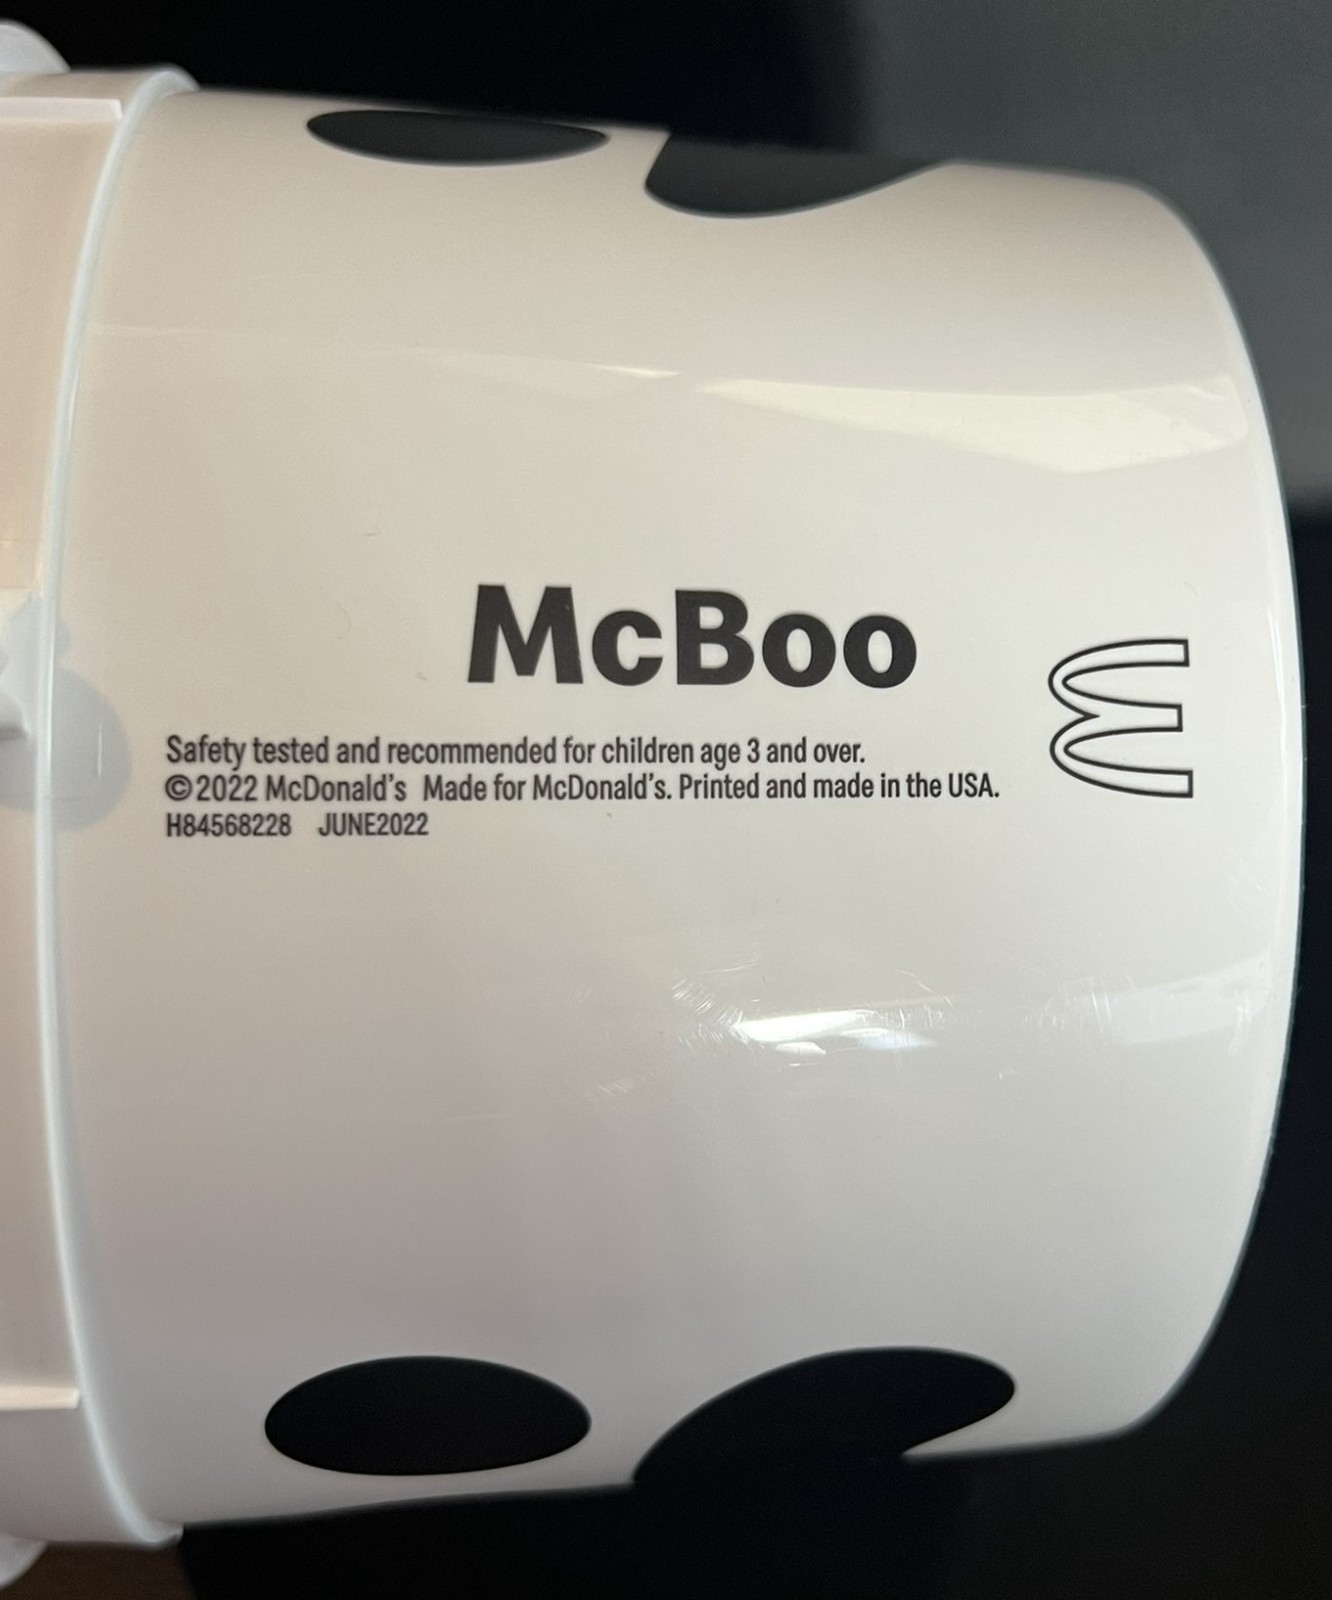 McBoo
Safety tested and recommended for children age 3 and over.
©2022 McDonald's Made for McDonald's. Printed and made in the USA.
H84568228 JUNE2022